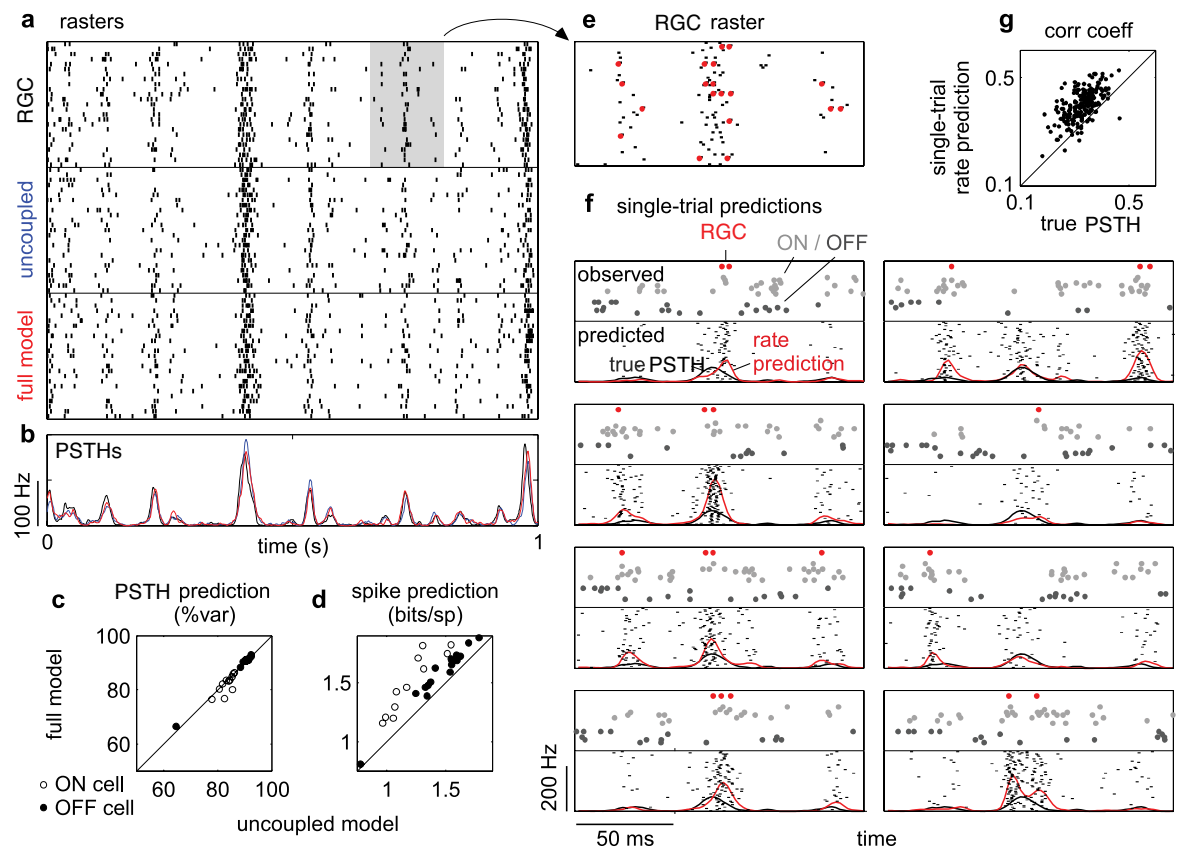 a rasters
RGC
uncoupled
full model
b
PSTHs
100 Hz
0 time (s) 1
c PSTH prediction
(%var)
100
80
60
60 80 100
full model
ON cell
OFF cell
d spike prediction
(bits/sp)
1.5
1
1 1.5
uncoupled model
e RGC raster
f single-trial predictions
RGC
ON / OFF
observed
predicted
true PSTH
rate
prediction
200 Hz
50 ms
time
g corr coeff
single-trial
rate prediction
0.5
0.1
0.1 0.5
true PSTH